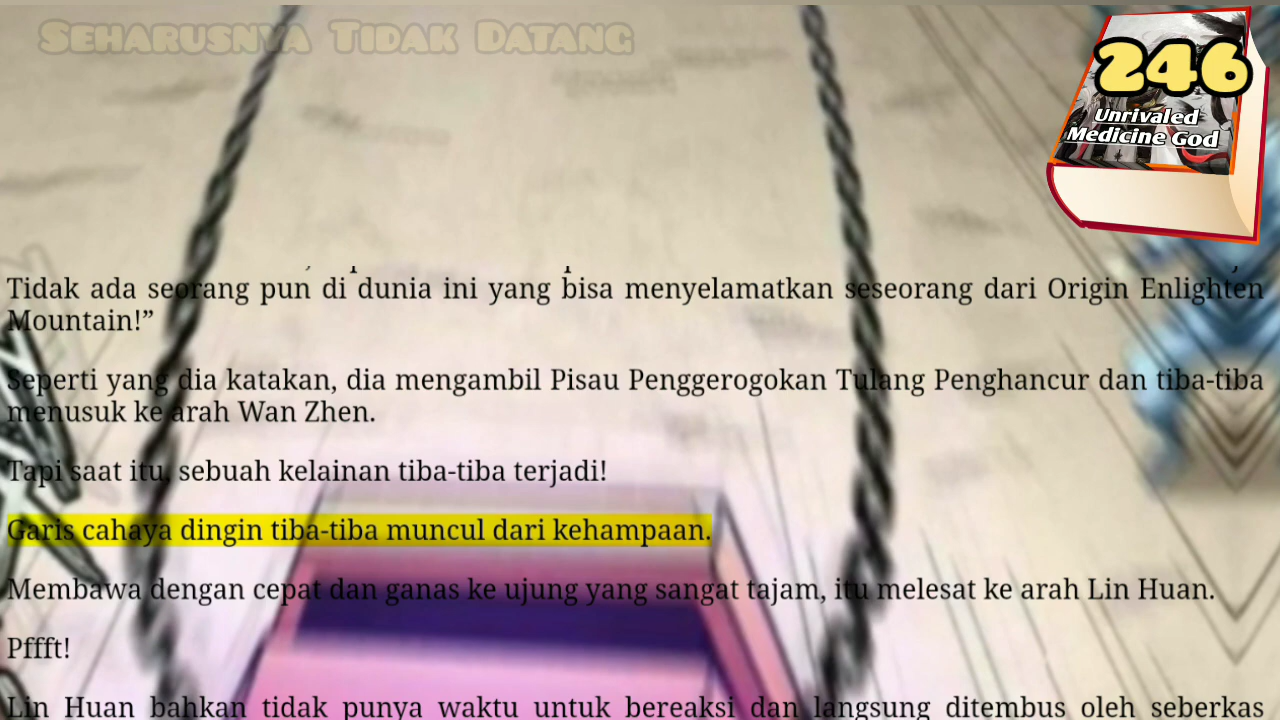 Seharusnya Tidak Datang
246
Unrivaled
Medicine God
Tidak ada seorang pun di dunia ini yang bisa menyelamatkan seseorang dari Origin Enlighten
Mountain!”
Seperti yang dia katakan, dia mengambil Pisau Penggerogokan Tulang Penghancur dan tiba-tiba
menusuk ke arah Wan Zhen.
Tapi saat itu, sebuah kelainan tiba-tiba terjadi!
Garis cahaya dingin tiba-tiba muncul dari kehampaan.
Membawa dengan cepat dan ganas ke ujung yang sangat tajam, itu melesat ke arah Lin Huan.
Pffft!
Lin Huan bahkan tidak punya waktu untuk bereaksi dan langsung ditembus oleh seberkas